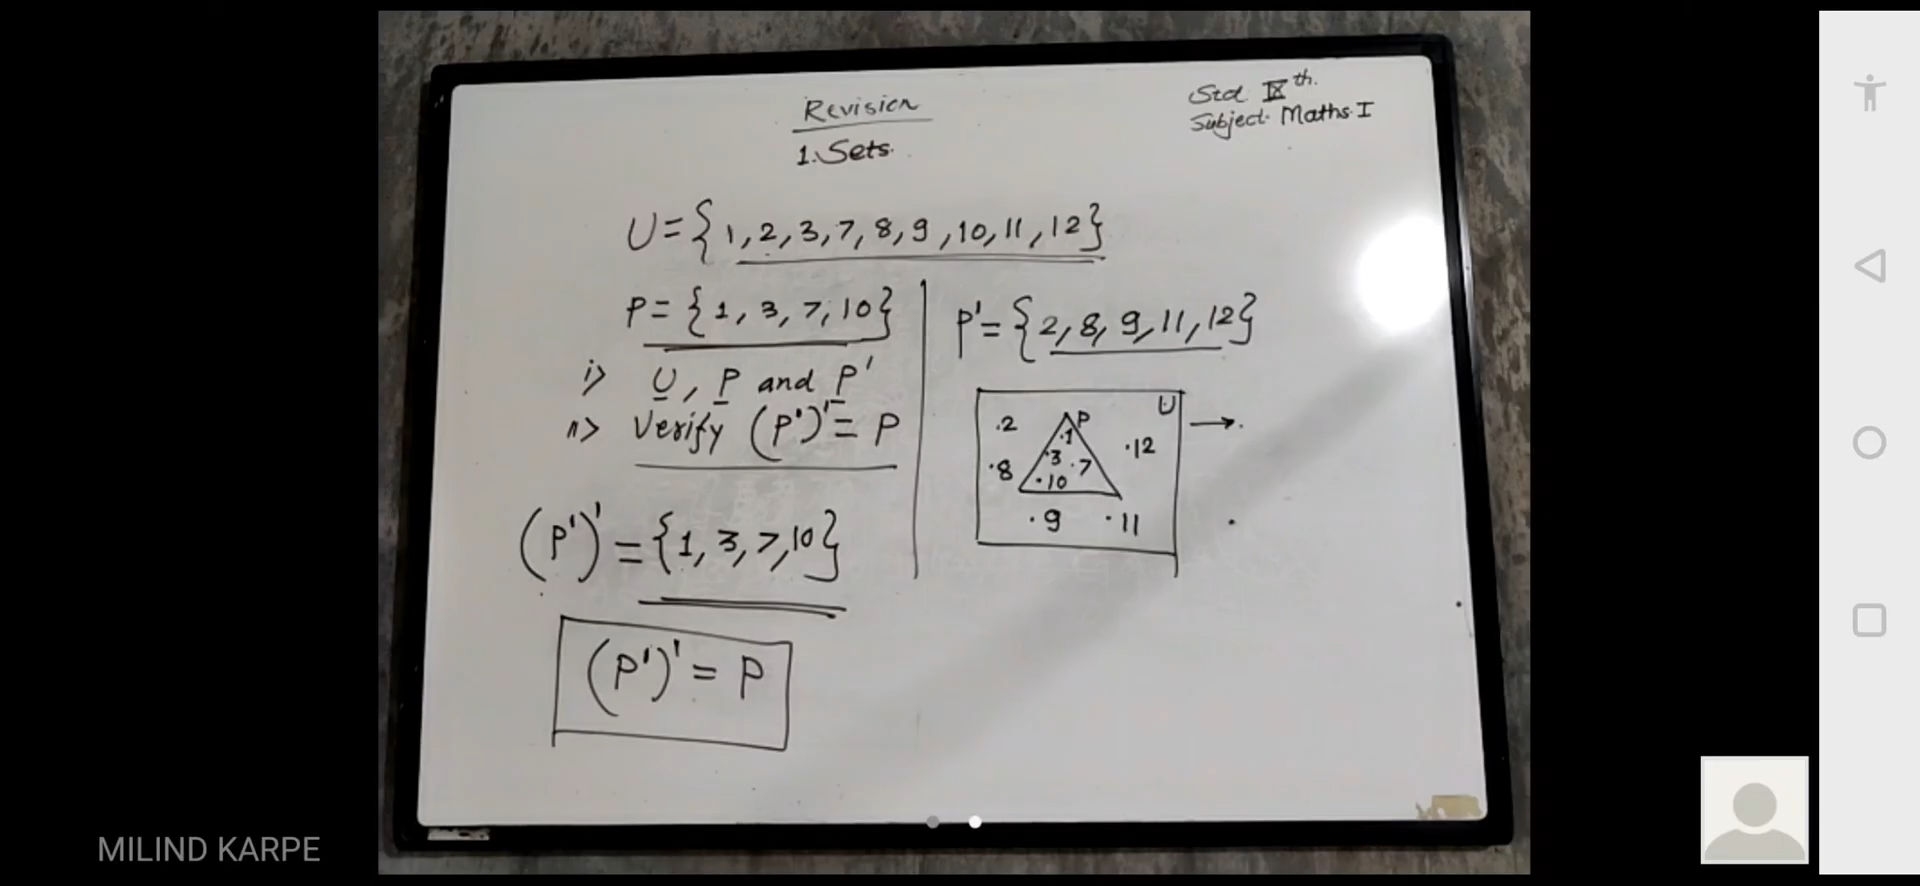 Revision
1. Sets.
Std IXth.
Subject. Maths. I
U = { 1, 2, 3, 7, 8, 9, 10, 11, 12}
P = { 1, 3, 7, 10}
i> U, P and P'
ii> Verify (P')' = P
(P')' = {1, 3, 7, 10}
(P')' = P
P' = {2, 8, 9, 11, 12}
U
.2
P
.1
.12
.3 .7
.8
.10
.9 .11
MILIND KARPE